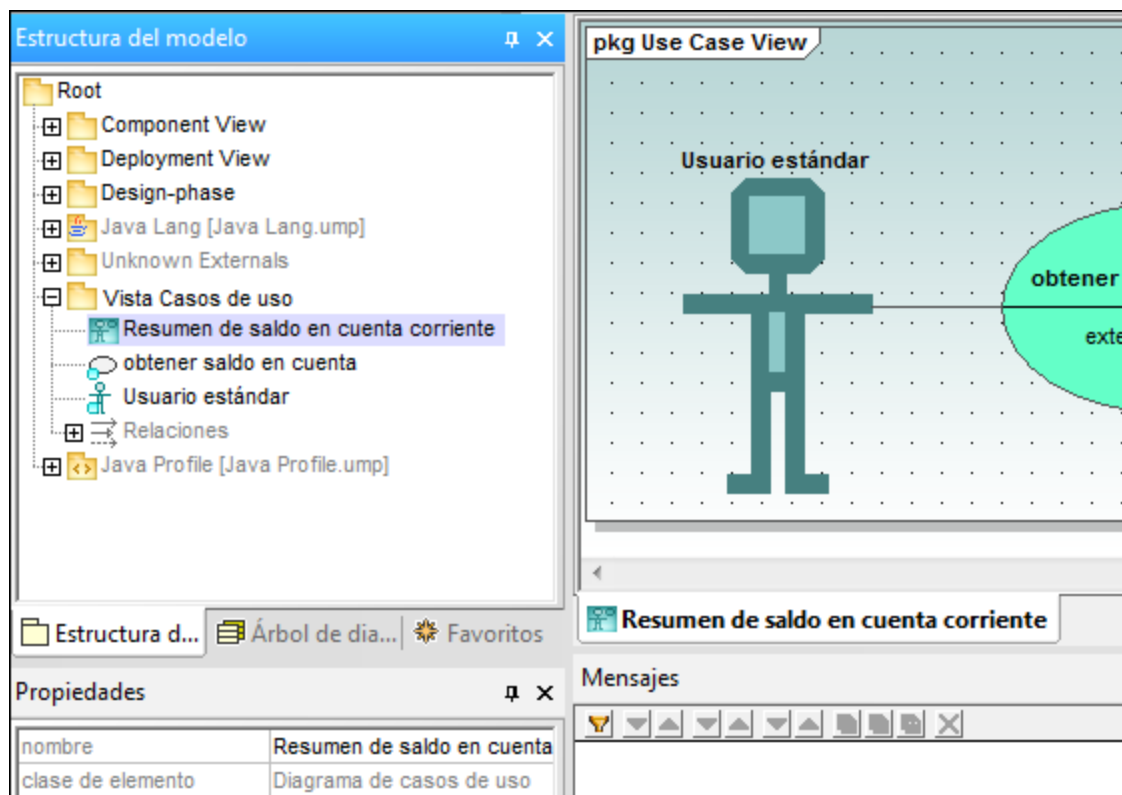 Estructura del modelo
Root
Component View
Deployment View
Design-phase
Java Lang [Java Lang.ump]
Unknown Externals
Vista Casos de uso
Resumen de saldo en cuenta corriente
obtener saldo en cuenta
Usuario estándar
Relaciones
Java Profile [Java Profile.ump]
Estructura d...
Árbol de dia...
Favoritos
Propiedades
nombre Resumen de saldo en cuenta
clase de elemento Diagrama de casos de uso
pkg Use Case View
Usuario estándar
obtener
exte
Resumen de saldo en cuenta corriente
Mensajes